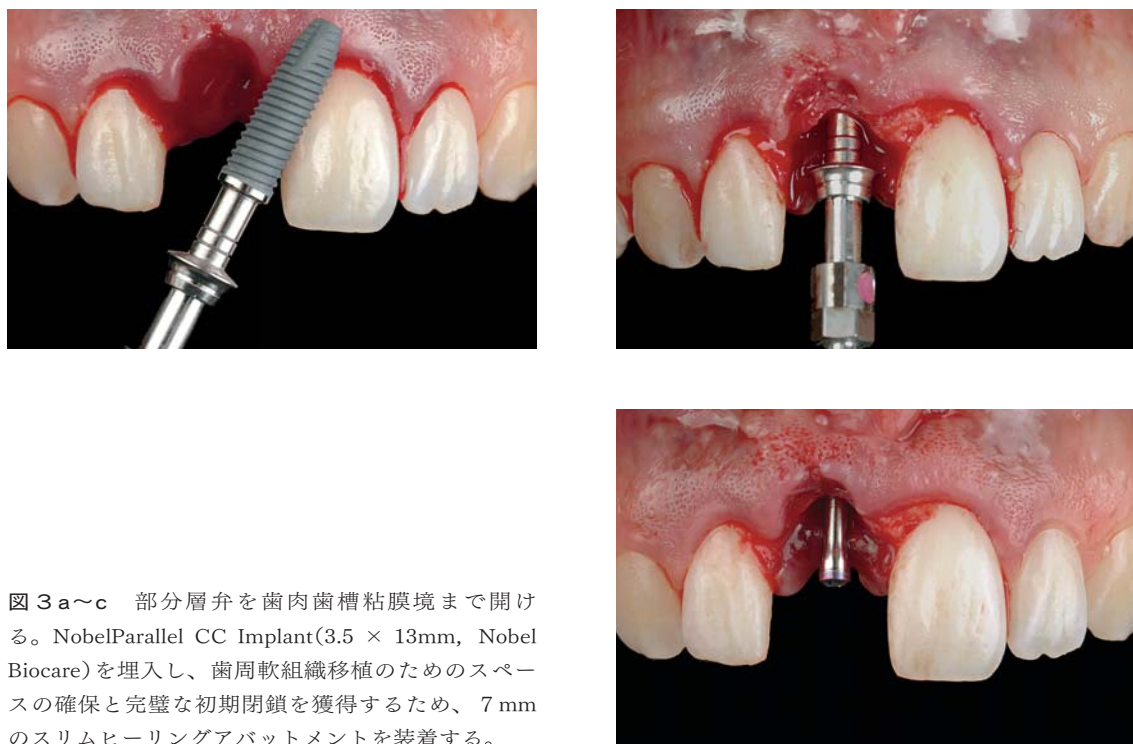 図3a〜c 部分層弁を歯肉歯槽粘膜境まで開け
る。NobelParallel CC Implant(3.5 × 13mm, Nobel
Biocare)を埋入し、歯周軟組織移植のためのスペー
スの確保と完璧な初期閉鎖を獲得するため、7mm
のスリムヒーリングアバットメントを装着する。